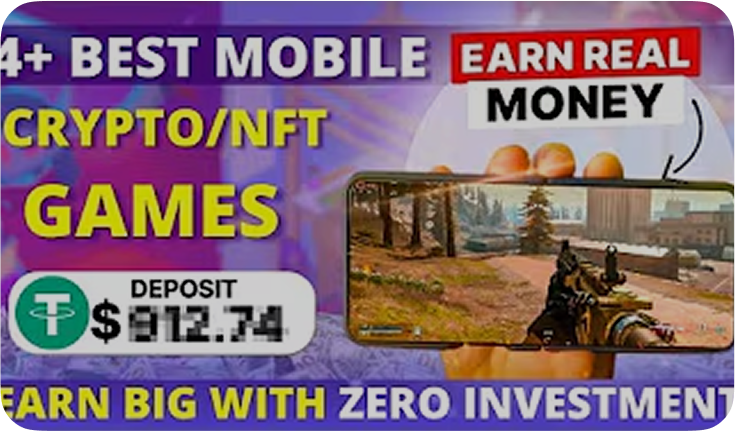 4+ BEST MOBILE
EARN REAL
MONEY
CRYPTO/NFT
GAMES
DEPOSIT
$
EARN BIG WITH ZERO INVESTMENT